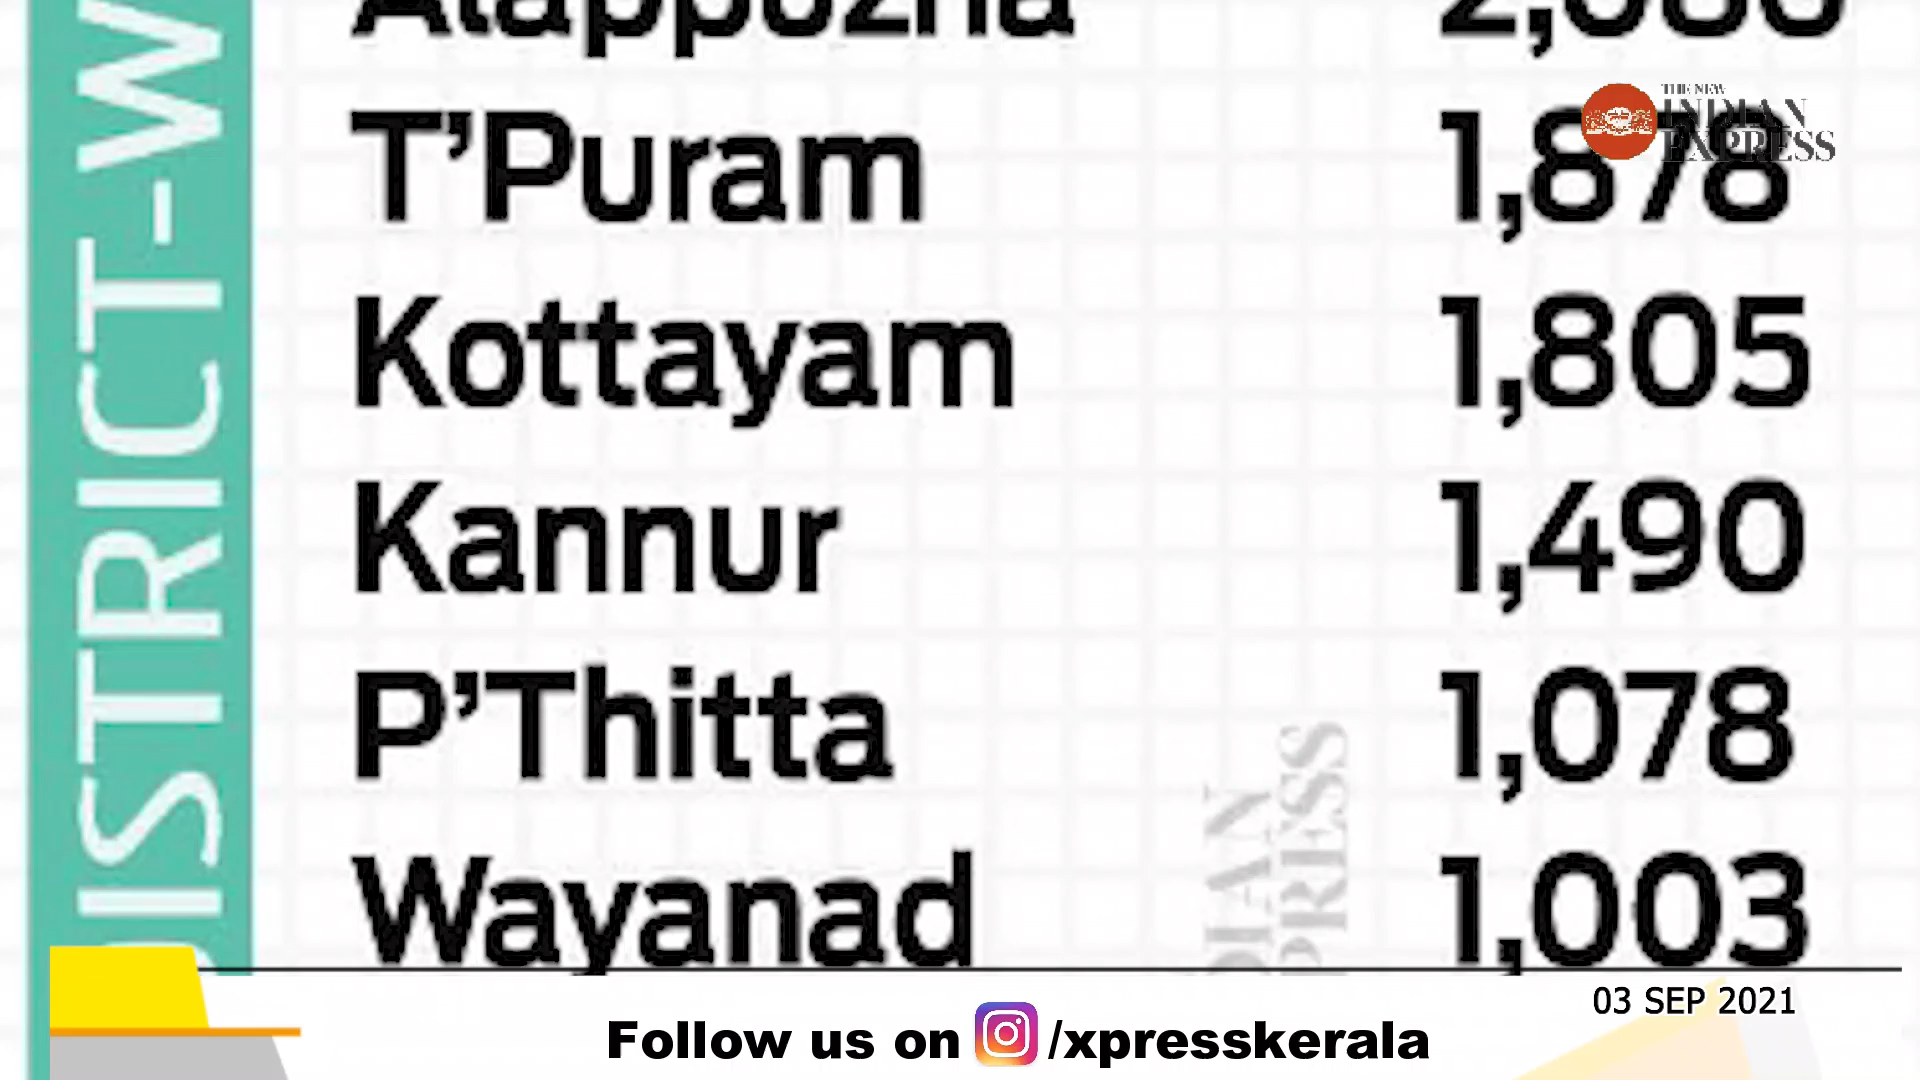 DISTRICT-W
Alappuzha
T’Puram 1,878
THE NEW
INDIAN
EXPRESS
Kottayam 1,805
Kannur 1,490
P’Thitta 1,078
Wayanad 1,003
03 SEP 2021
Follow us on /xpresskerala